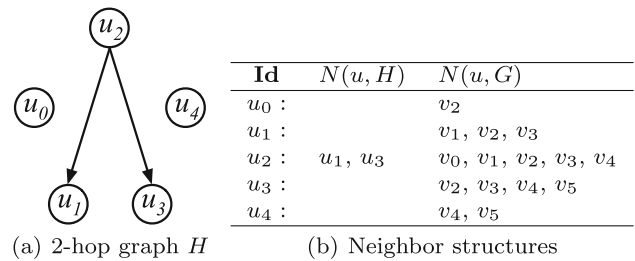 u2
u0
u4
u1
u3
(a) 2-hop graph H
Id N(u, H) N(u, G)
u0 : v2
u1 : v1, v2, v3
u2 : u1, u3 v0, v1, v2, v3, v4
u3 : v2, v3, v4, v5
u4 : v4, v5
(b) Neighbor structures